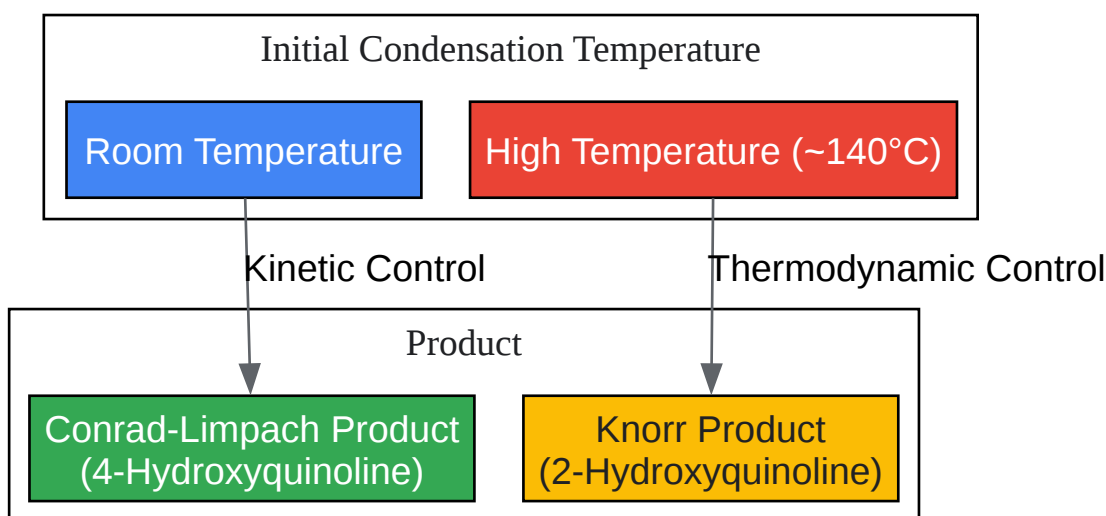 Initial Condensation Temperature
Room Temperature
High Temperature (~140°C)
Kinetic Control
Thermodynamic Control
Product
Conrad-Limpach Product
(4-Hydroxyquinoline)
Knorr Product
(2-Hydroxyquinoline)